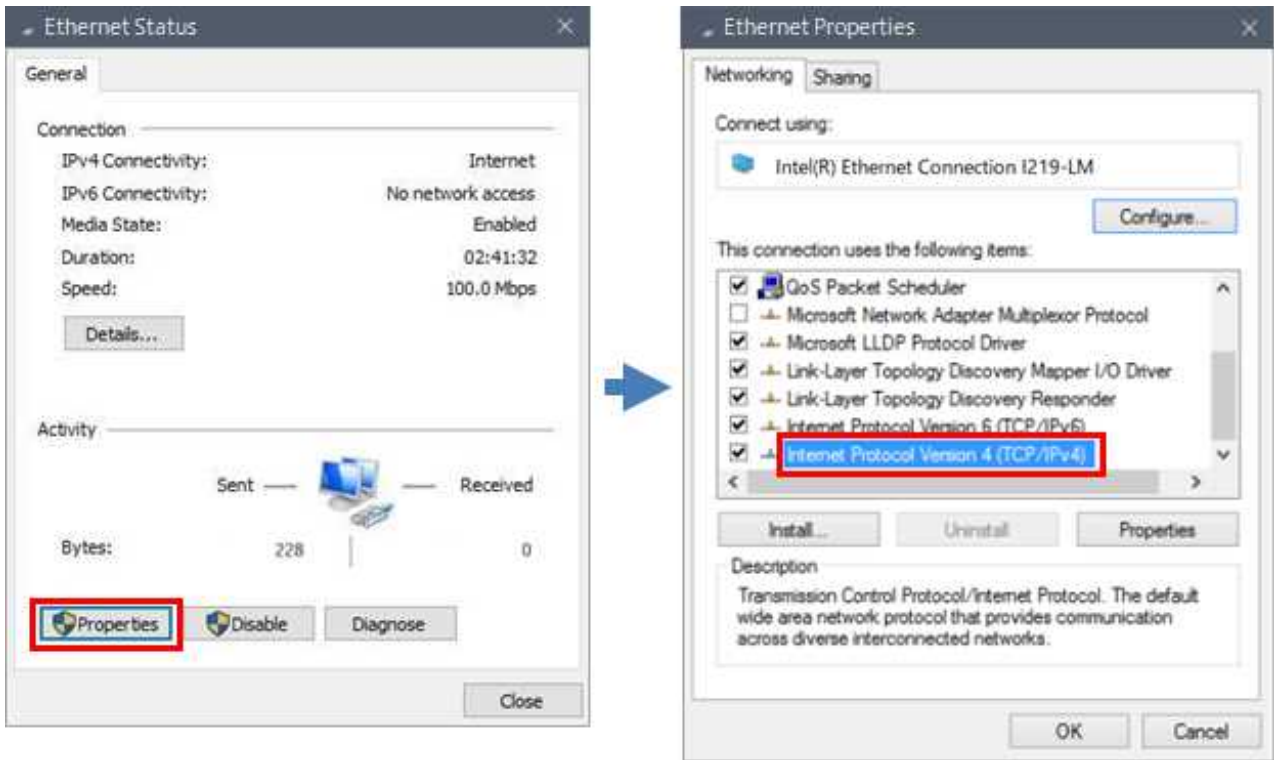 Ethernet Status
General
Connection
IPv4 Connectivity: Internet
IPv6 Connectivity: No network access
Media State: Enabled
Duration: 02:41:32
Speed: 100.0 Mbps
Details...
Activity
Sent Received
Bytes: 228 0
Properties Disable Diagnose
Close
Ethernet Properties
Networking Sharing
Connect using:
Intel(R) Ethernet Connection I219-LM
Configure...
This connection uses the following items:
QoS Packet Scheduler
Microsoft Network Adapter Multiplexor Protocol
Microsoft LLDP Protocol Driver
Link-Layer Topology Discovery Mapper I/O Driver
Link-Layer Topology Discovery Responder
Internet Protocol Version 6 (TCP/IPv6)
Internet Protocol Version 4 (TCP/IPv4)
Install... Uninstall Properties
Description
Transmission Control Protocol/Internet Protocol. The default
wide area network protocol that provides communication
across diverse interconnected networks.
OK Cancel